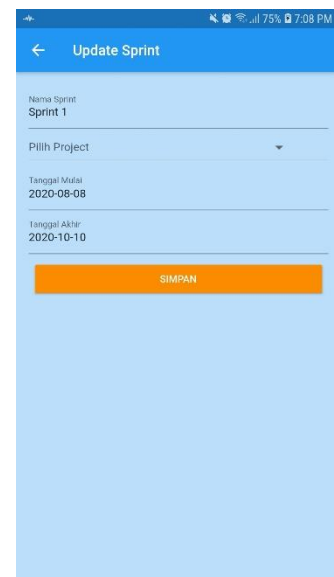 75% 7:08 PM
Update Sprint
Nama Sprint
Sprint 1
Pilih Project
Tanggal Mulai
2020-08-08
Tanggal Akhir
2020-10-10
SIMPAN